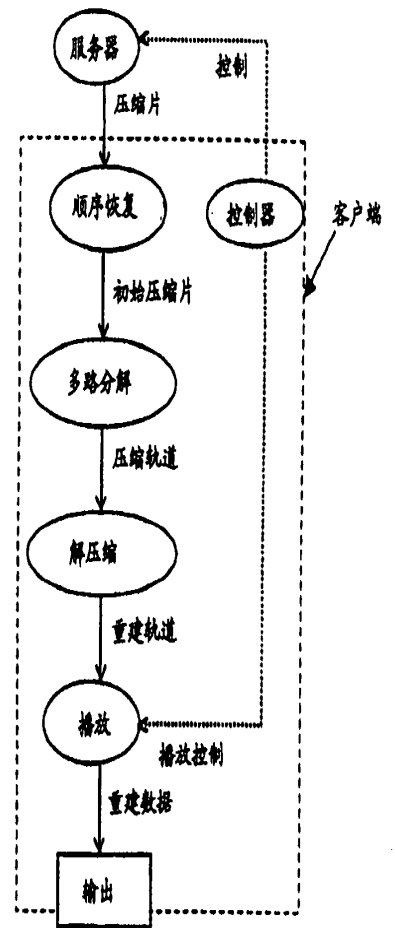 服务器
控制
压缩片
顺序恢复
控制器
客户端
初始压缩片
多路分解
压缩轨道
解压缩
重建轨道
播放
播放控制
重建数据
输出